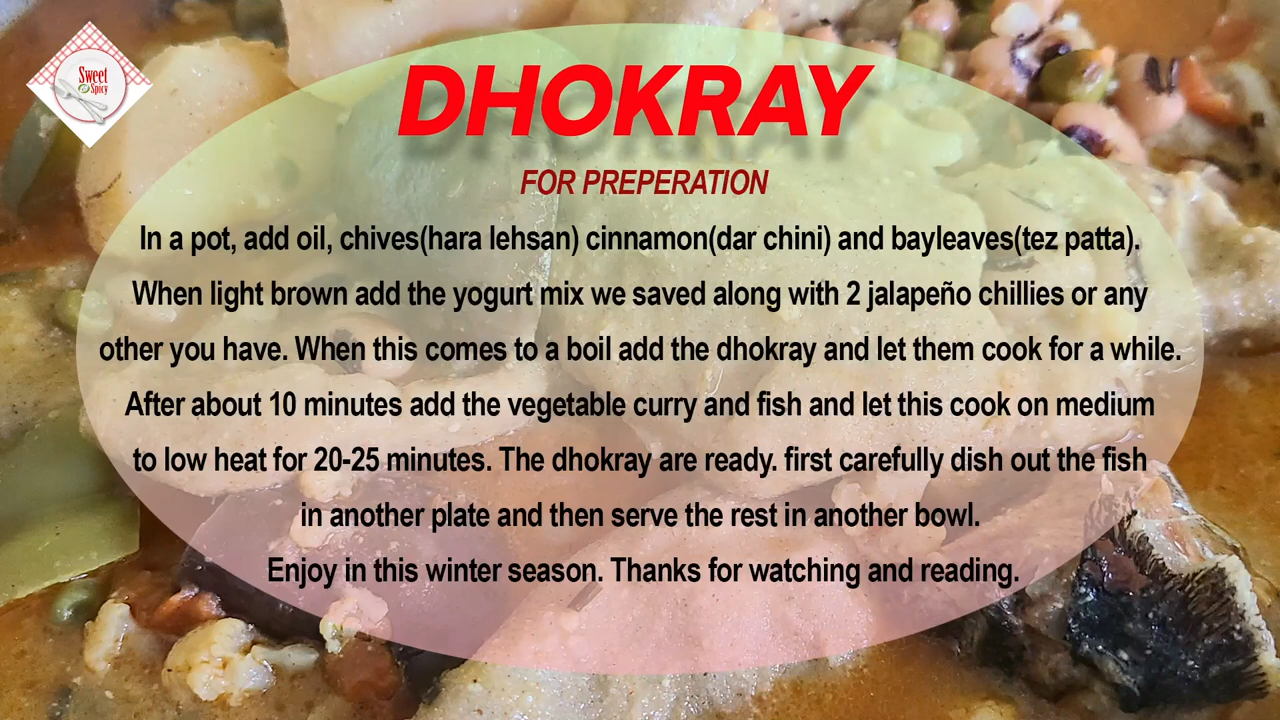 Sweet
& Spicy
DHOKRAY
FOR PREPERATION
In a pot, add oil, chives(hara lehsan) cinnamon(dar chini) and bayleaves(tez patta).
When light brown add the yogurt mix we saved along with 2 jalapeño chillies or any
other you have. When this comes to a boil add the dhokray and let them cook for a while.
After about 10 minutes add the vegetable curry and fish and let this cook on medium
to low heat for 20-25 minutes. The dhokray are ready. first carefully dish out the fish
in another plate and then serve the rest in another bowl.
Enjoy in this winter season. Thanks for watching and reading.